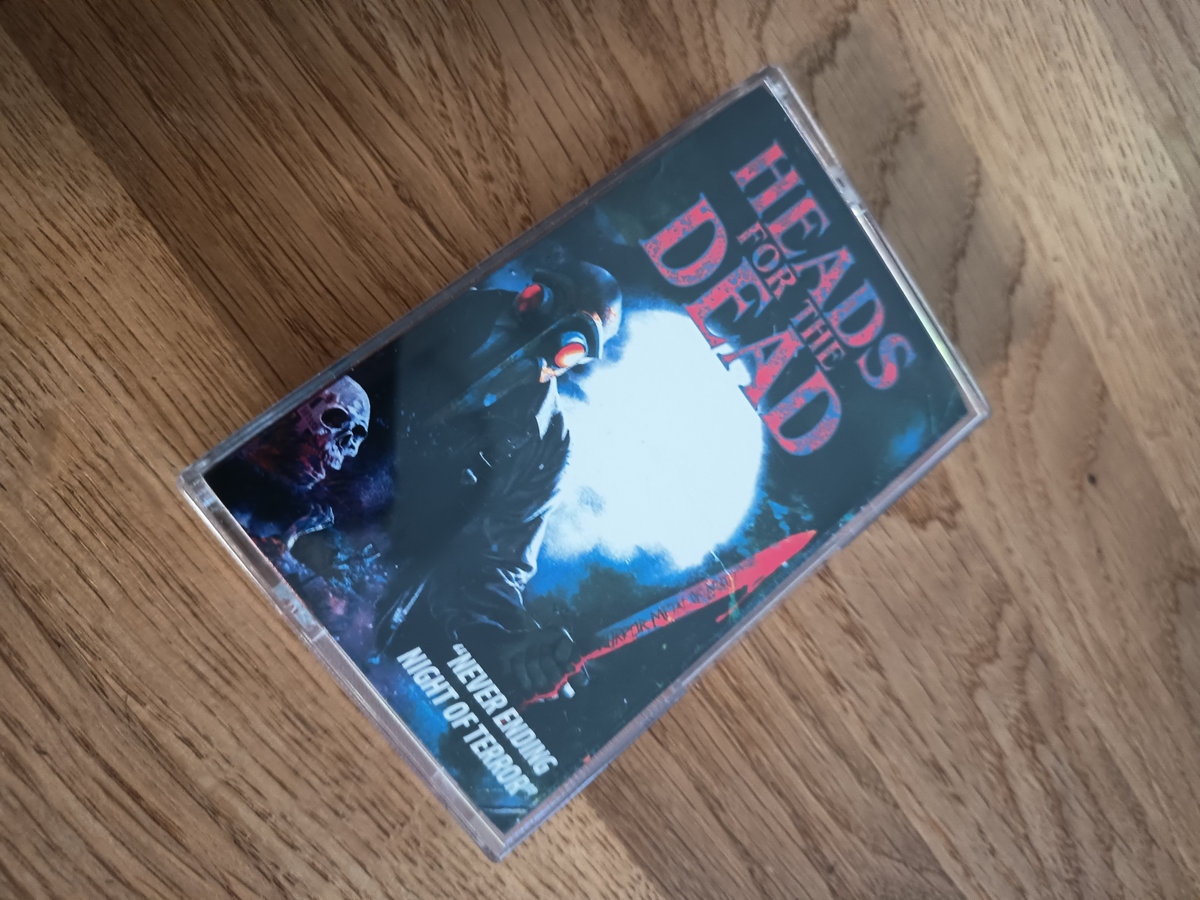 HEADS
FOR THE
DEAD
"NEVER ENDING
NIGHT OF TERROR"